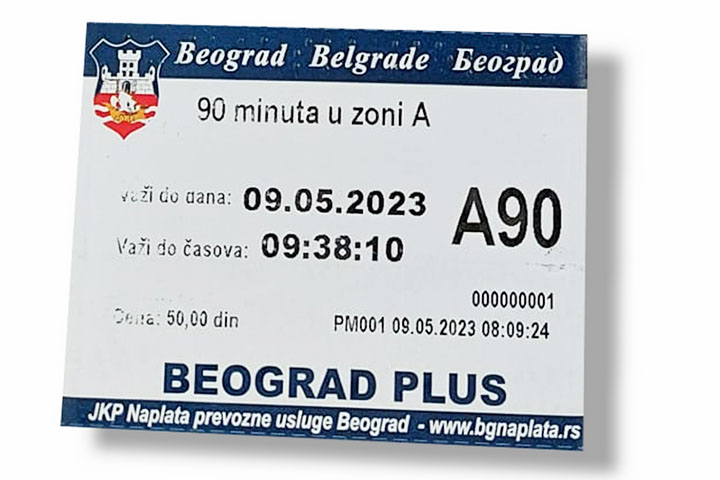 Beograd Belgrade Београд
90 minuta u zoni A
Važi do dana: 09.05.2023
A90
Važi do časova: 09:38:10
000000001
Cena: 50,00 din
PM001 09.05.2023 08:09:24
BEOGRAD PLUS
JKP Naplata prevozne usluge Beograd - www.bgnaplata.rs